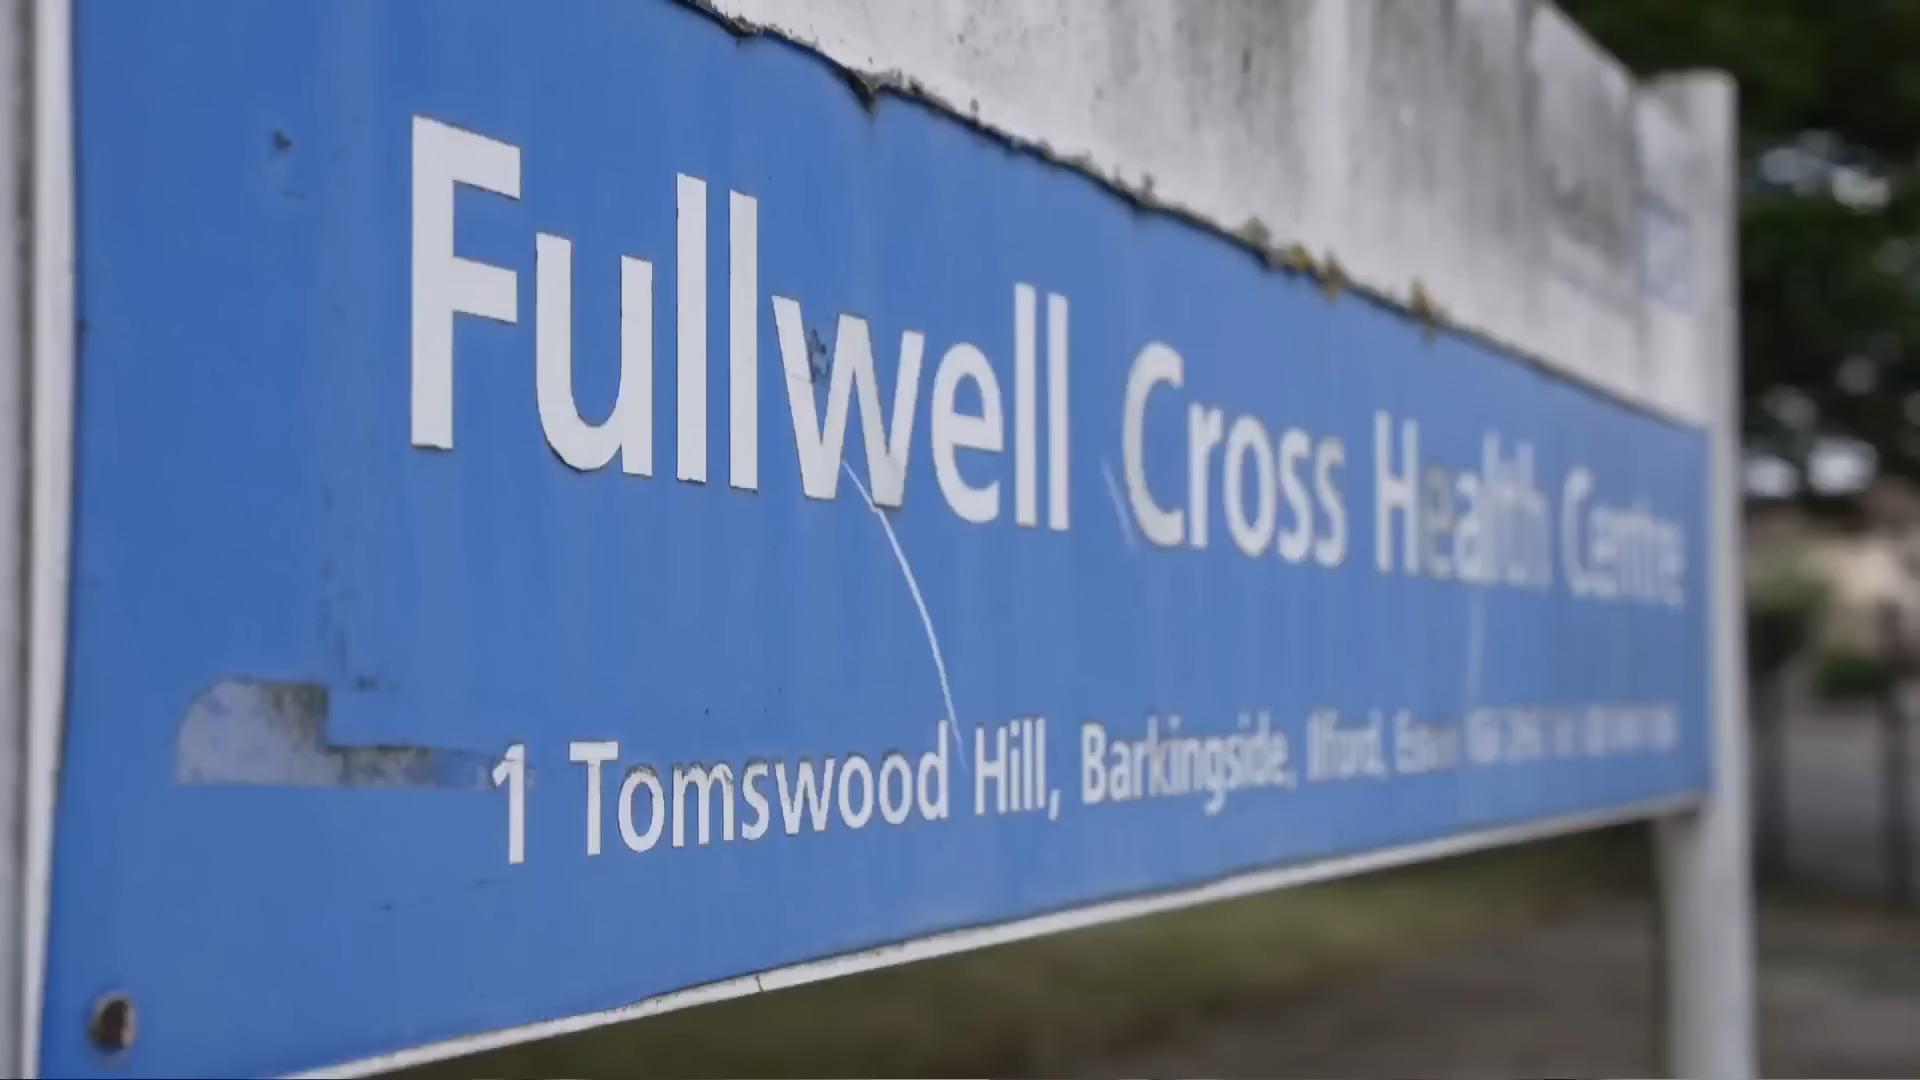 Fullwell Cross Health Centre
1 Tomswood Hill, Barkingside, Ilford, Essex